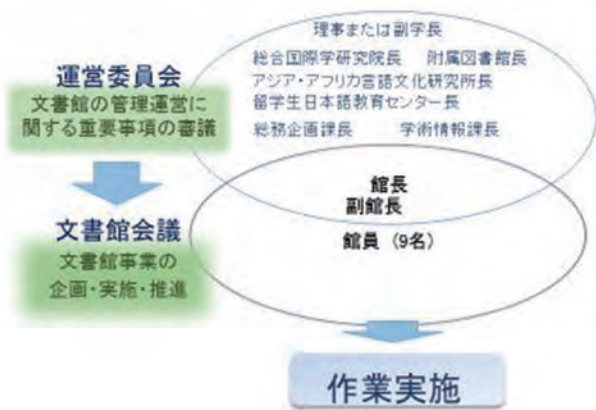 理事または副学長
総合国際学研究院長 附属図書館長
アジア・アフリカ言語文化研究所長
留学生日本語教育センター長
総務企画課長 学術情報課長
運営委員会
文書館の管理運営に
関する重要事項の審議
館長
副館長
館員 (9名)
文書館会議
文書館事業の
企画・実施・推進
作業実施